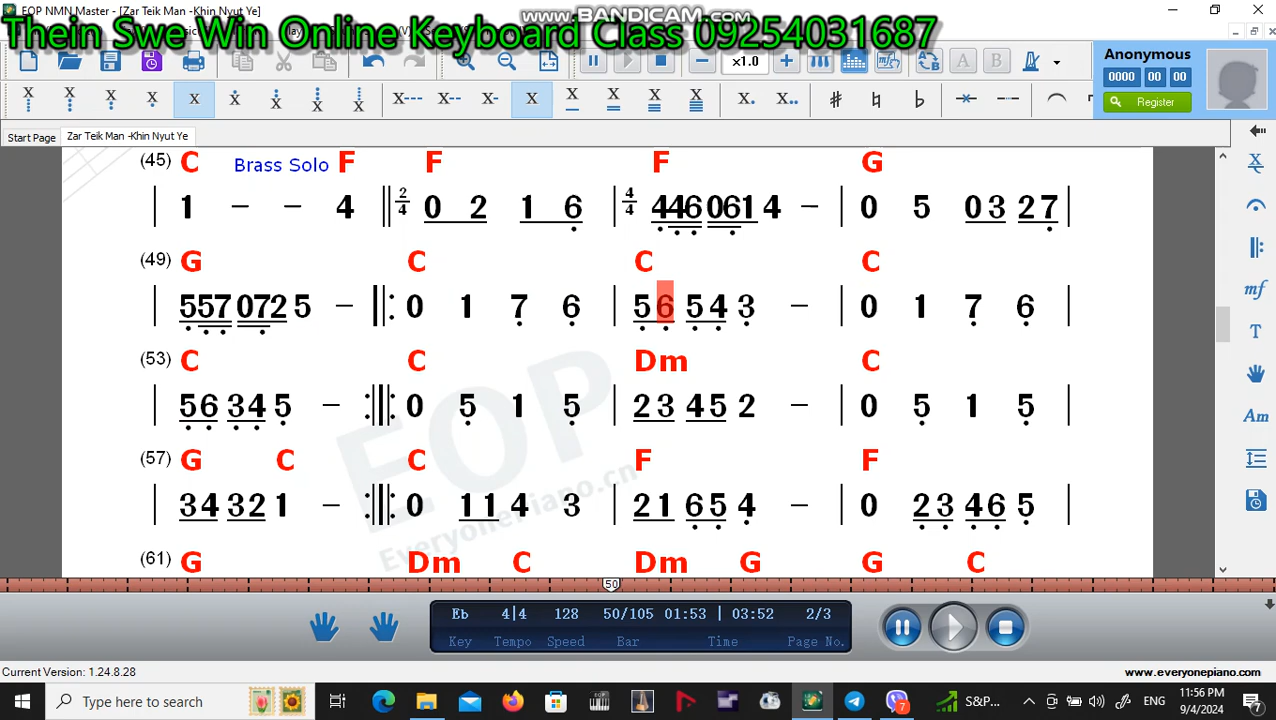 EOP NMN Master - [Zar Teik Man -Khin Nyut Ye]
www.BANDICAM.com
Thein Swe Win Online Keyboard Class 09254031687
x1.0 A B
Anonymous
0000 00 00
Register
X X X X X X X X X X--- X-- X- X X X X X X. X..
Start Page Zar Teik Man -Khin Nyut Ye
(45) C Brass Solo F F F G
| 1 – – 4 || 2/4 0 2 1 6 | 4/4 446 061 4 – | 0 5 03 27 |
(49) G C C C
| 557 072 5 – ||: 0 1 7 6 | 56 54 3 – | 0 1 7 6 |
(53) C C Dm C
| 56 34 5 – :||: 0 5 1 5 | 23 45 2 – | 0 5 1 5 |
(57) G C C F F
| 34 32 1 – :||: 0 11 4 3 | 21 65 4 – | 0 23 46 5 |
(61) G Dm C Dm G G C
EOP
Everyonepiano.cn
X
mf
T
Am
50
Eb 4|4 128 50/105 01:53 | 03:52 2/3
Key Tempo Speed Bar Time Page No.
Current Version: 1.24.8.28 www.everyonepiano.com
Type here to search
7
S&P...
ENG
11:56 PM
9/4/2024
7